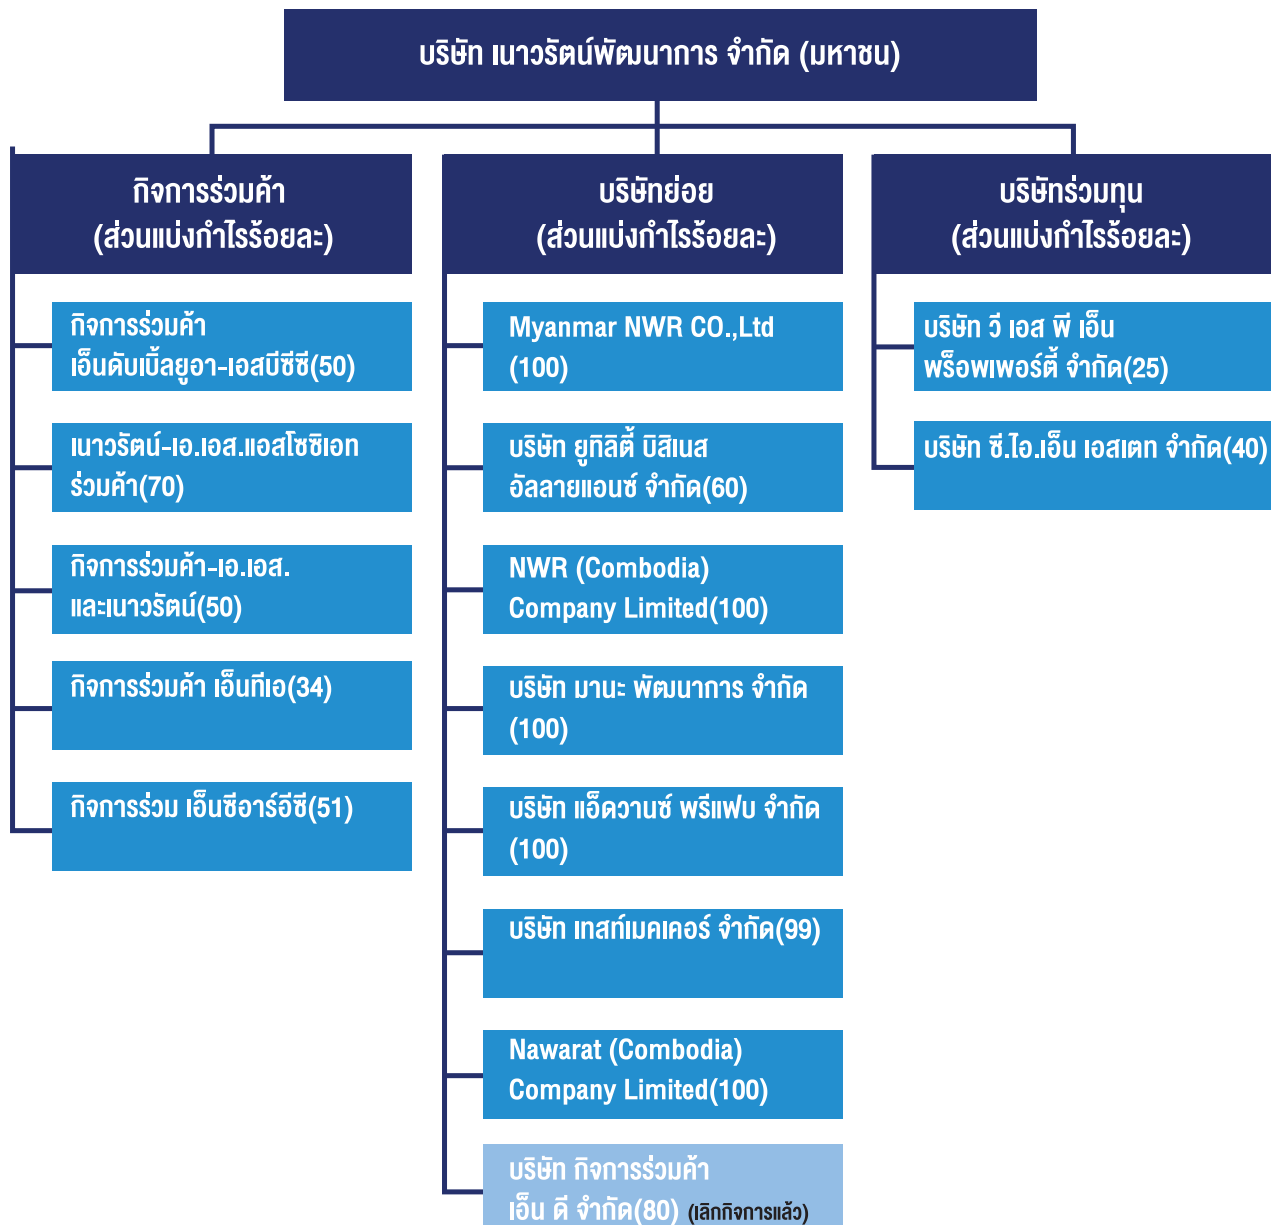 บริษัท เนาวรัตน์พัฒนาการ จำกัด (มหาชน)
กิจการร่วมค้า
(ส่วนแบ่งกำไรร้อยละ)
กิจการร่วมค้า
เอ็นดับเบิ้ลยูอา-เอสบีซีซี(50)
เนาวรัตน์-เอ.เอส.แอสโซซิเอท
ร่วมค้า(70)
กิจการร่วมค้า-เอ.เอส.
และเนาวรัตน์(50)
กิจการร่วมค้า เอ็นทีเอ(34)
กิจการร่วม เอ็นซีอาร์อีซี(51)
บริษัทย่อย
(ส่วนแบ่งกำไรร้อยละ)
Myanmar NWR CO.,Ltd
(100)
บริษัท ยูทิลิตี้ บิสิเนส
อัลลายแอนซ์ จำกัด(60)
NWR (Combodia)
Company Limited(100)
บริษัท มานะ พัฒนาการ จำกัด
(100)
บริษัท แอ็ดวานซ์ พรีแฟบ จำกัด
(100)
บริษัท เทสท์เมคเคอร์ จำกัด(99)
Nawarat (Combodia)
Company Limited(100)
บริษัท กิจการร่วมค้า
เอ็น ดี จำกัด(80) (เลิกกิจการแล้ว)
บริษัทร่วมทุน
(ส่วนแบ่งกำไรร้อยละ)
บริษัท วี เอส พี เอ็น
พร็อพเพอร์ตี้ จำกัด(25)
บริษัท ซี.ไอ.เอ็น เอสเตท จำกัด(40)